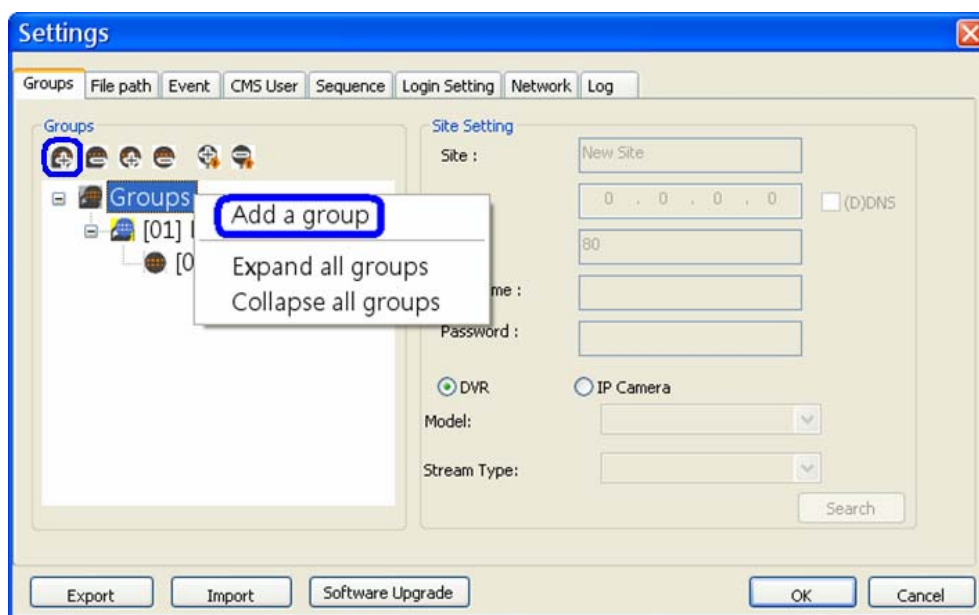 Settings
Groups File path Event CMS User Sequence Login Setting Network Log
Groups
Groups
[01]
Add a group
Expand all groups
Collapse all groups
Site Setting
Site : New Site
0 . 0 . 0 . 0 (D)DNS
80
me :
Password :
DVR IP Camera
Model:
Stream Type:
Search
Export Import Software Upgrade OK Cancel